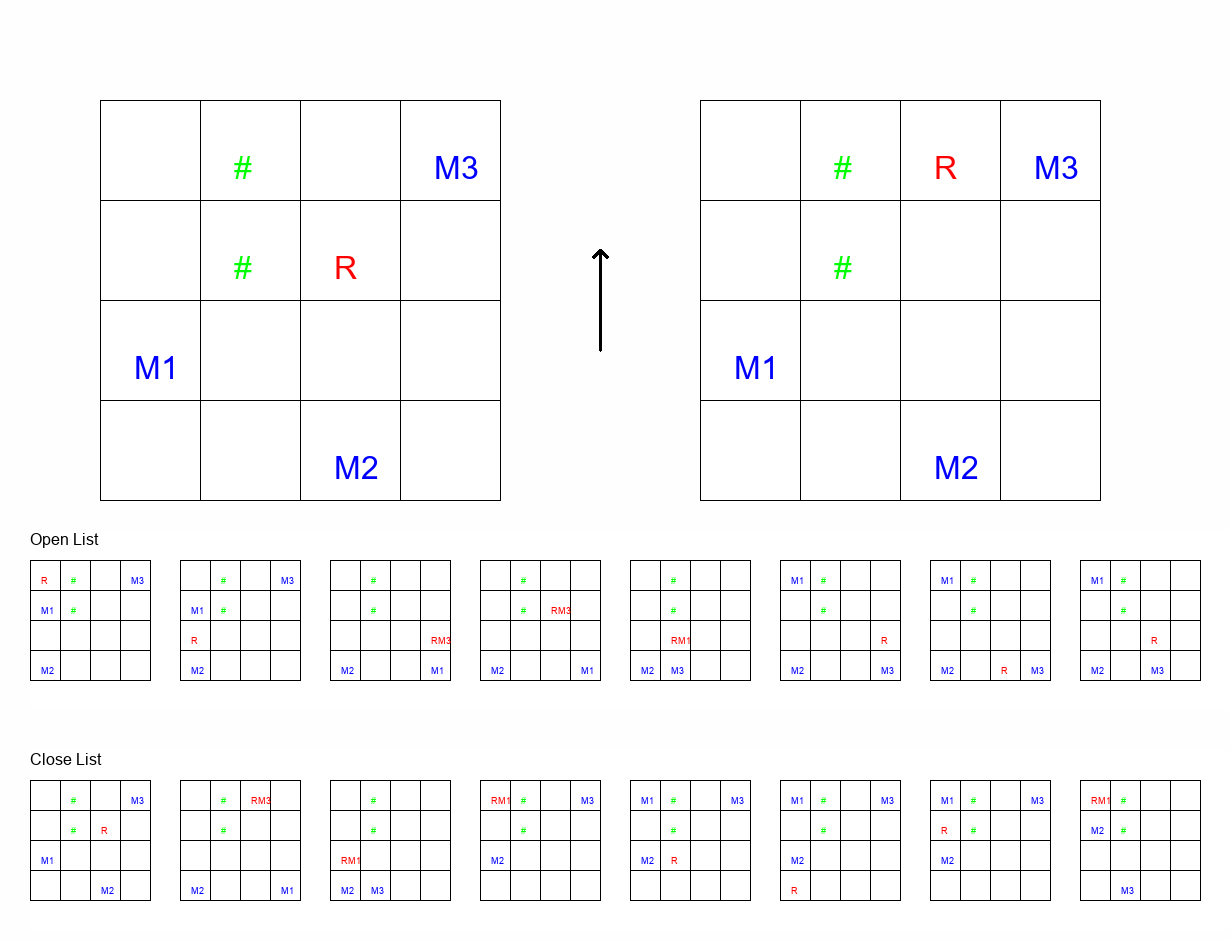 # M3 # R M3
# R #
M1 M1
M2 M2
Open List
R # M3 # M3 # # # M1 # M1 # M1 #
M1 # M1 # # # RM3 # # # #
R RM3 RM1 R R
M2 M2 M2 M1 M2 M1 M2 M3 M2 M3 M2 R M3 M2 M3
Close List
# M3 # RM3 # RM1 # M3 M1 # M3 M1 # M3 M1 # M3 RM1 #
# R # # # # # R # M2 #
M1 RM1 M2 M2 R M2 M2
M2 M2 M1 M2 M3 R M3